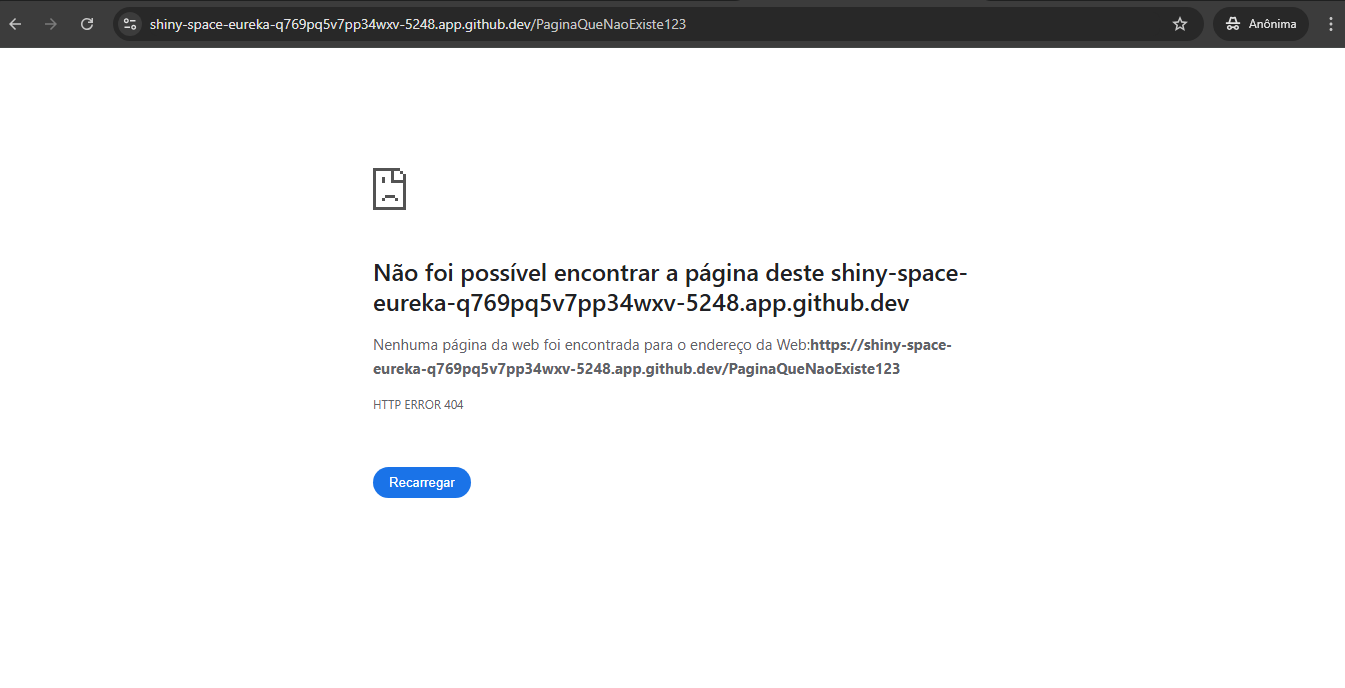 shiny-space-eureka-q769pq5v7pp34wxv-5248.app.github.dev/PaginaQueNaoExiste123
Anônima
Não foi possível encontrar a página deste shiny-space-
eureka-q769pq5v7pp34wxv-5248.app.github.dev
Nenhuma página da web foi encontrada para o endereço da Web:https://shiny-space-
eureka-q769pq5v7pp34wxv-5248.app.github.dev/PaginaQueNaoExiste123
HTTP ERROR 404
Recarregar